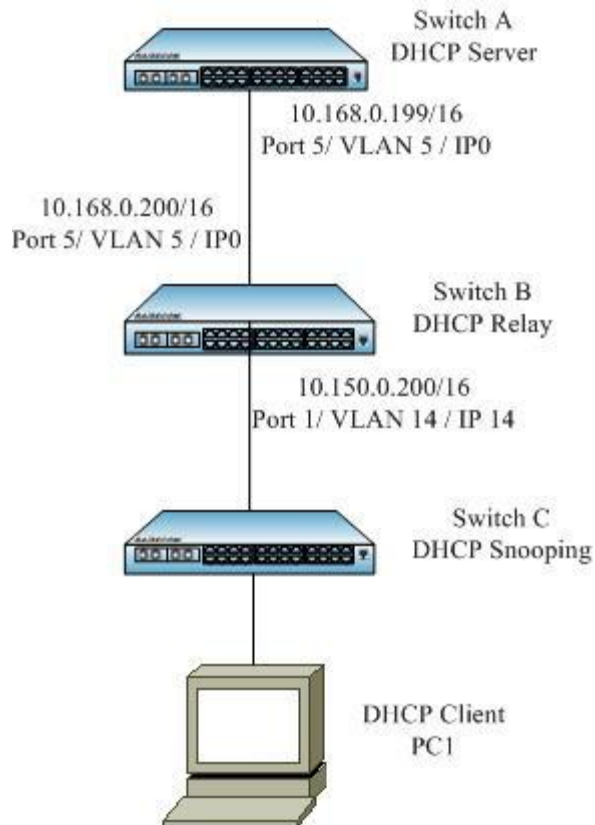 Switch A
DHCP Server
10.168.0.199/16
Port 5/ VLAN 5 / IP0
10.168.0.200/16
Port 5/ VLAN 5 / IP0
Switch B
DHCP Relay
10.150.0.200/16
Port 1/ VLAN 14 / IP 14
Switch C
DHCP Snooping
DHCP Client
PC1